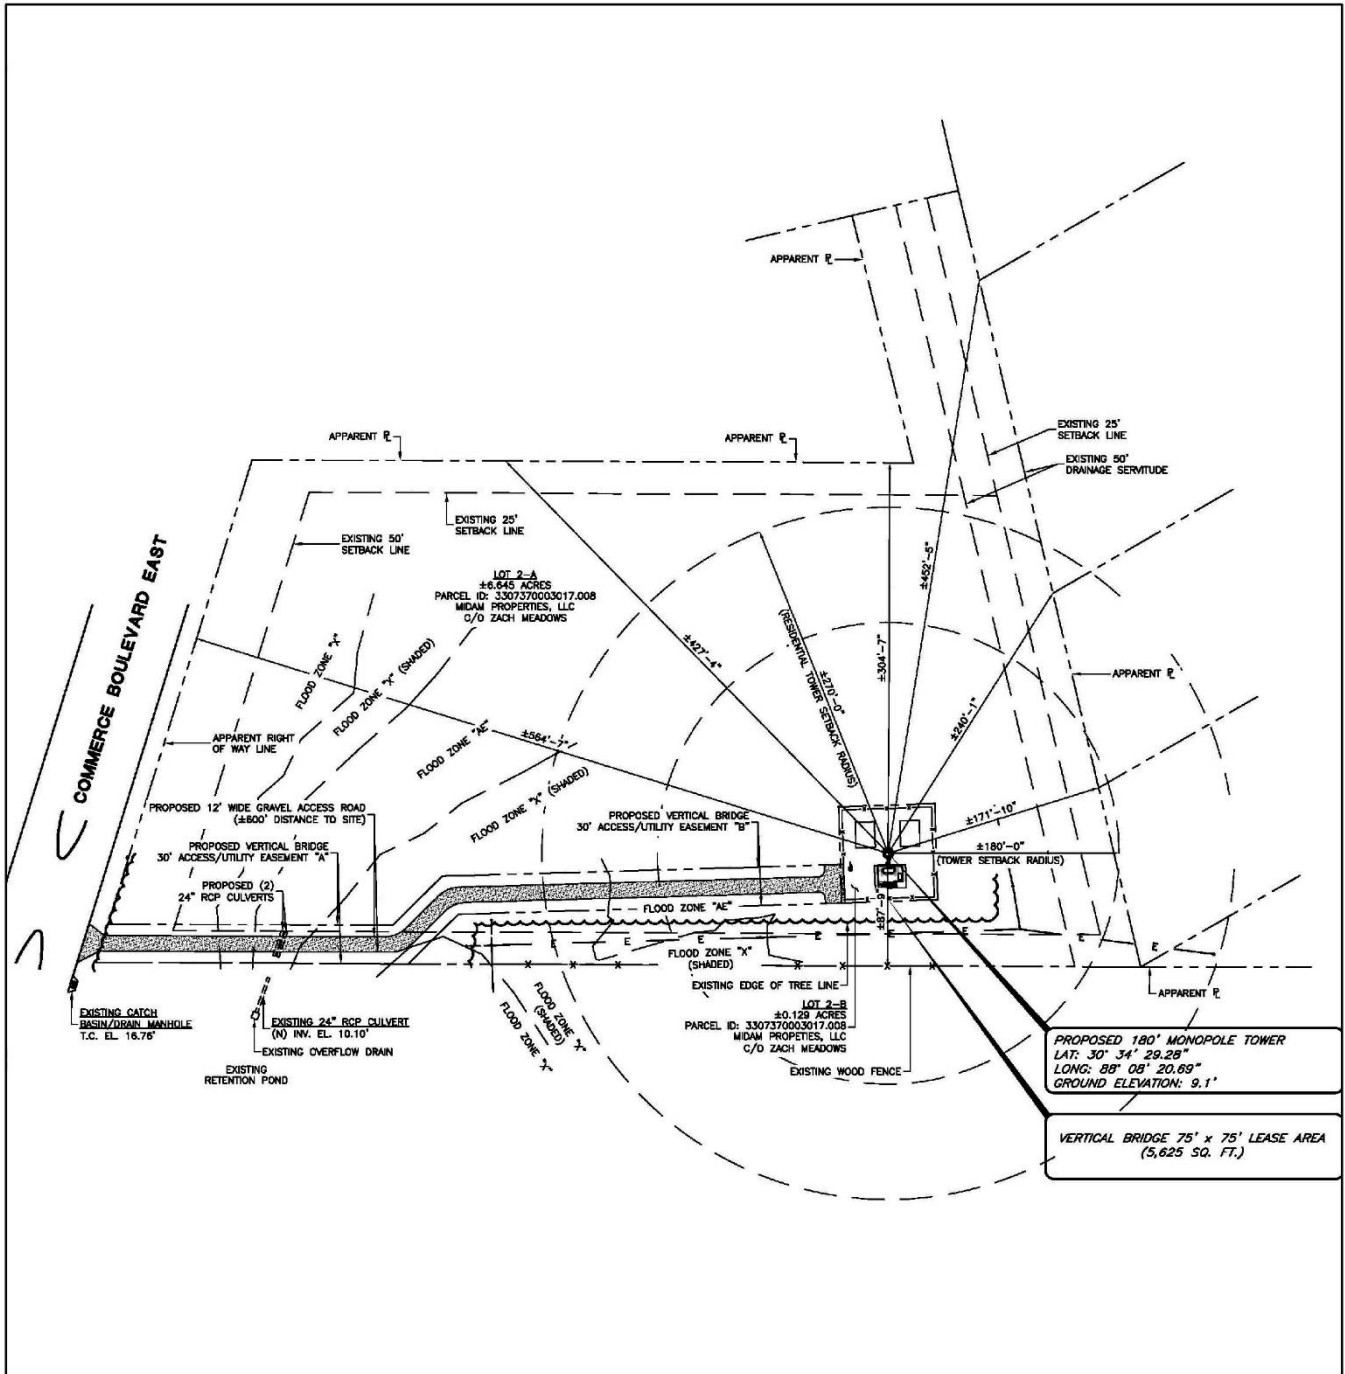 APPARENT ℄
APPARENT ℄
APPARENT ℄
EXISTING 25'
SETBACK LINE
EXISTING 50'
DRAINAGE SERVITUDE
EXISTING 25'
SETBACK LINE
EXISTING 50'
SETBACK LINE
COMMERCE BOULEVARD EAST
LOT 2-A
±6.645 ACRES
PARCEL ID: 3307370003017.008
MIDAM PROPERTIES, LLC
C/O ZACH MEADOWS
±452'-5"
±304'-7"
±427'-4"
±270'-0"
(RESIDENTIAL TOWER SETBACK RADIUS)
FLOOD ZONE "X"
FLOOD ZONE "X" (SHADED)
APPARENT ℄
±240'-1"
APPARENT RIGHT
OF WAY LINE
FLOOD ZONE "AE"
±564'-7"
FLOOD ZONE "X" (SHADED)
PROPOSED 12' WIDE GRAVEL ACCESS ROAD
(±600' DISTANCE TO SITE)
PROPOSED VERTICAL BRIDGE
30' ACCESS/UTILITY EASEMENT "B"
±171'-10"
PROPOSED VERTICAL BRIDGE
30' ACCESS/UTILITY EASEMENT "A"
±180'-0"
(TOWER SETBACK RADIUS)
PROPOSED (2)
24" RCP CULVERTS
FLOOD ZONE "AE"
±87'-9"
E E E E E E E E
FLOOD ZONE "X"
(SHADED)
EXISTING EDGE OF TREE LINE
APPARENT ℄
FLOOD ZONE "X"
(SHADED)
FLOOD ZONE "X"
EXISTING CATCH
BASIN/DRAIN MANHOLE
T.C. EL. 16.76'
EXISTING 24" RCP CULVERT
(N) INV. EL. 10.10'
EXISTING OVERFLOW DRAIN
EXISTING
RETENTION POND
LOT 2-B
±0.129 ACRES
PARCEL ID: 3307370003017.008
MIDAM PROPETIES, LLC
C/O ZACH MEADOWS
EXISTING WOOD FENCE
PROPOSED 180' MONOPOLE TOWER
LAT: 30° 34' 29.28"
LONG: 88° 08' 20.69"
GROUND ELEVATION: 9.1'
VERTICAL BRIDGE 75' x 75' LEASE AREA
(5,625 SQ. FT.)